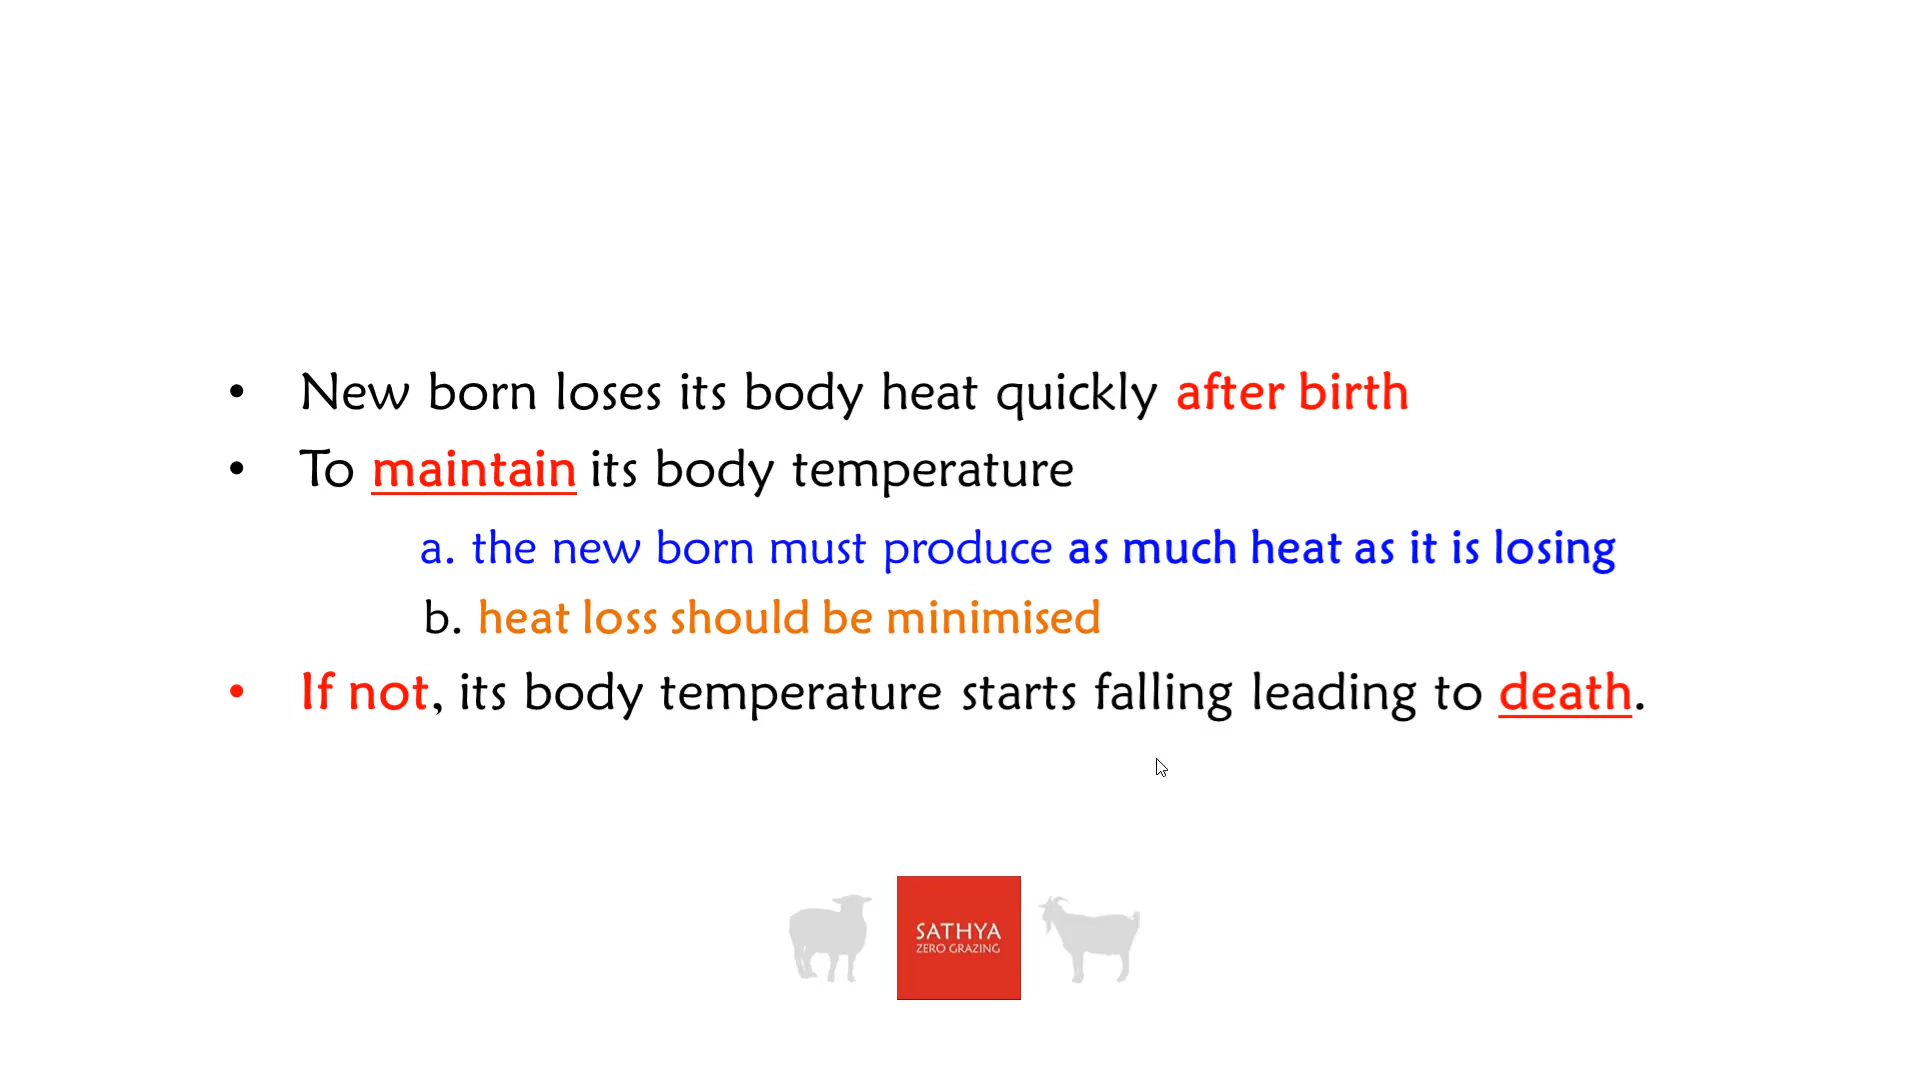 • New born loses its body heat quickly after birth
• To maintain its body temperature
a. the new born must produce as much heat as it is losing
b. heat loss should be minimised
• If not, its body temperature starts falling leading to death.
SATHYA
ZERO GRAZING